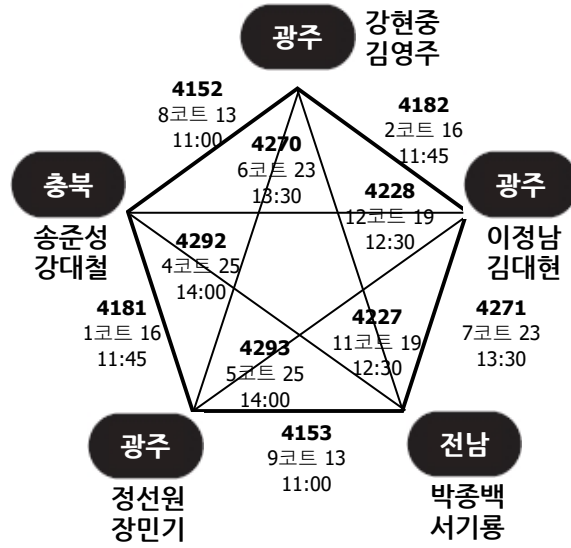 광주
강현중
김영주
4152
8코트 13
11:00
4182
2코트 16
11:45
4270
6코트 23
13:30
충북
송준성
강대철
4228
12코트 19
12:30
광주
이정남
김대현
4292
4코트 25
14:00
4181
1코트 16
11:45
4227
11코트 19
12:30
4271
7코트 23
13:30
4293
5코트 25
14:00
광주
정선원
장민기
4153
9코트 13
11:00
전남
박종백
서기룡